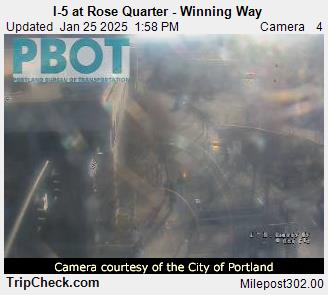 I-5 at Rose Quarter - Winning Way
Updated Jan 25 2025 1:58 PM Camera 4
PBOT
PORTLAND BUREAU OF TRANSPORTATION
Camera courtesy of the City of Portland
TripCheck.com Milepost302.00